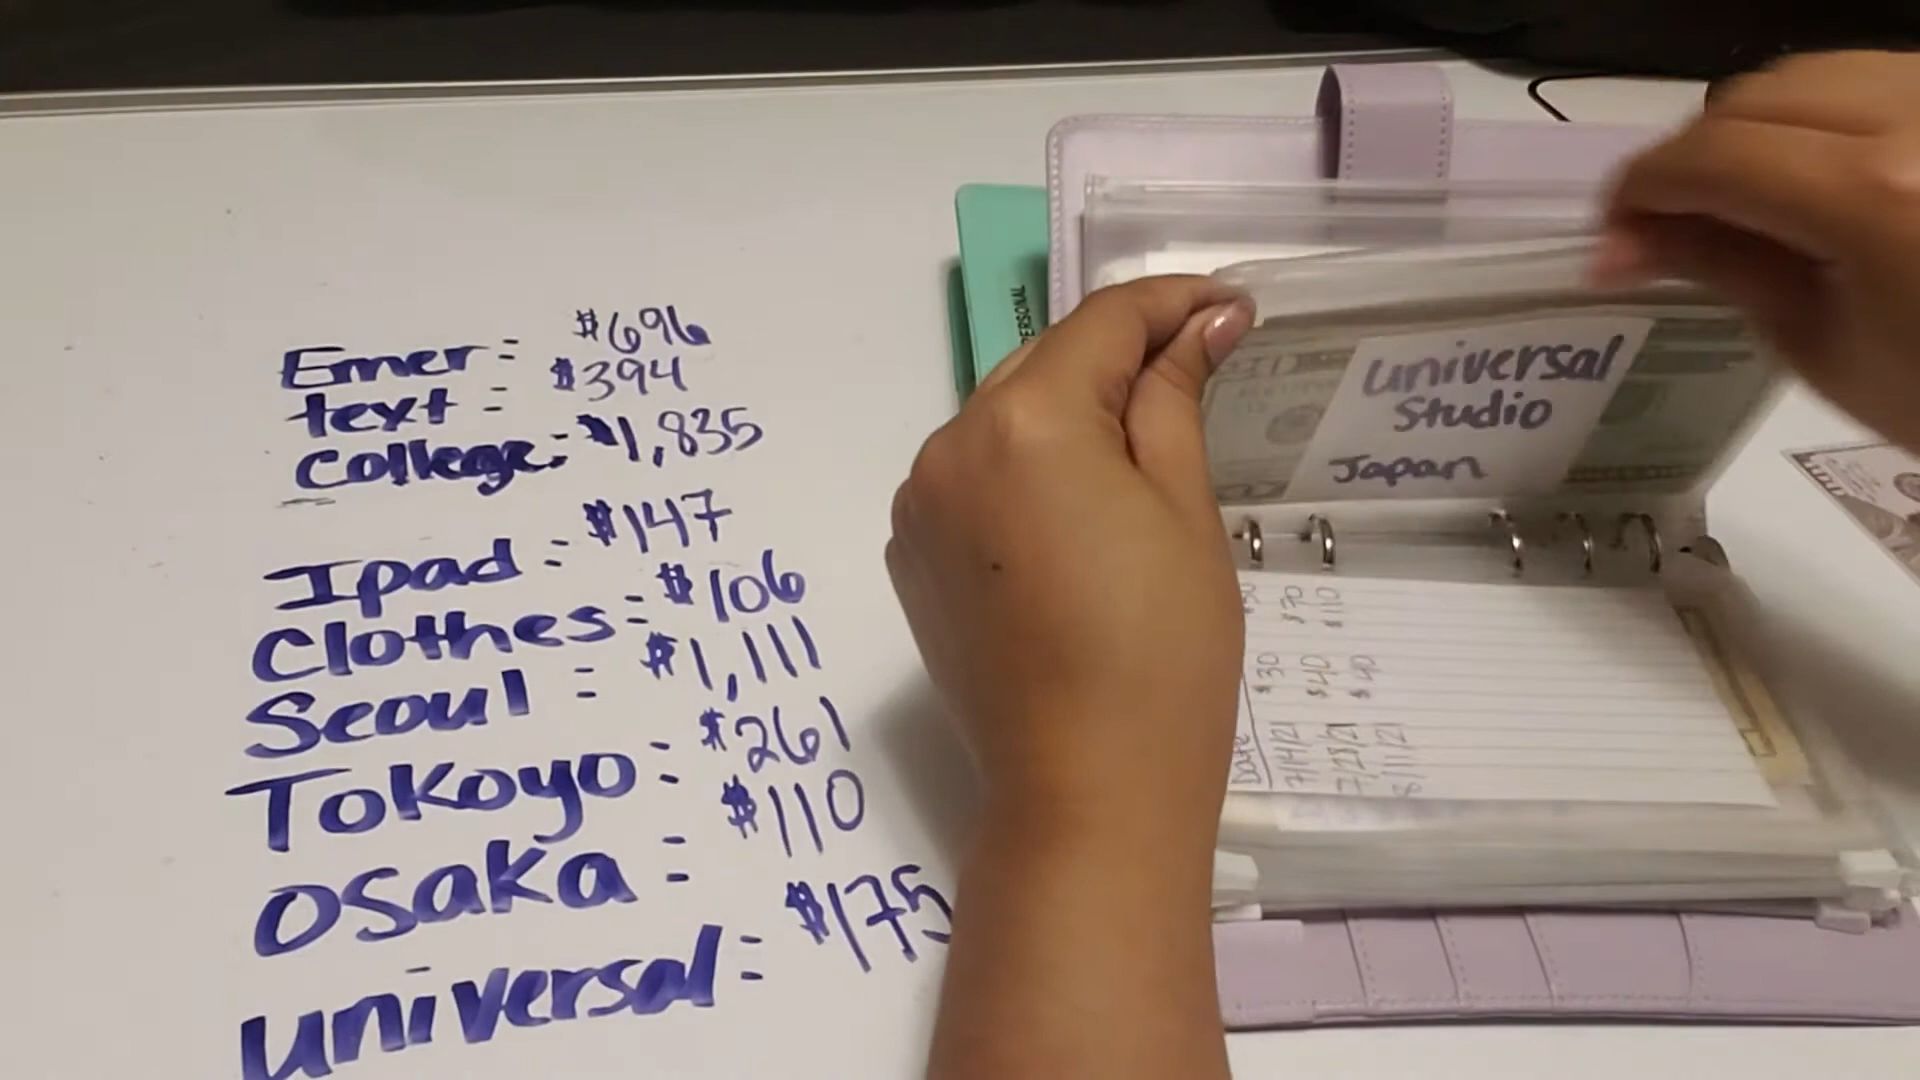 Emer: $696
text: $394
College: $1,835
Ipad: $147
Clothes: $106
Seoul: $1,111
Tokoyo: $261
Osaka: $110
Universal: $175
PERSONAL
Universal
Studio
Japan
Date
7/14/21 $30
7/28/21 $40 $70
8/11/21 $40 $110